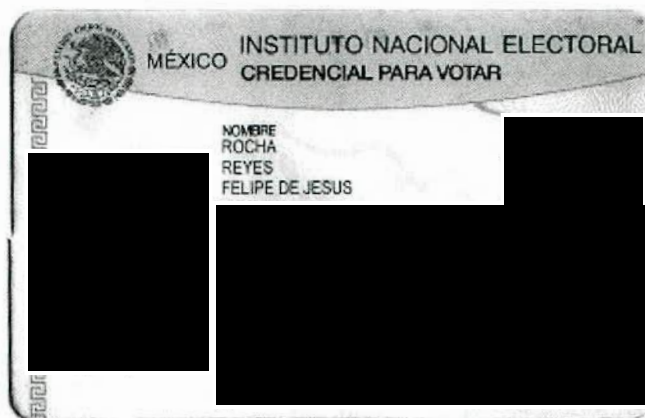 MÉXICO
INSTITUTO NACIONAL ELECTORAL
CREDENCIAL PARA VOTAR
NOMBRE
ROCHA
REYES
FELIPE DE JESUS